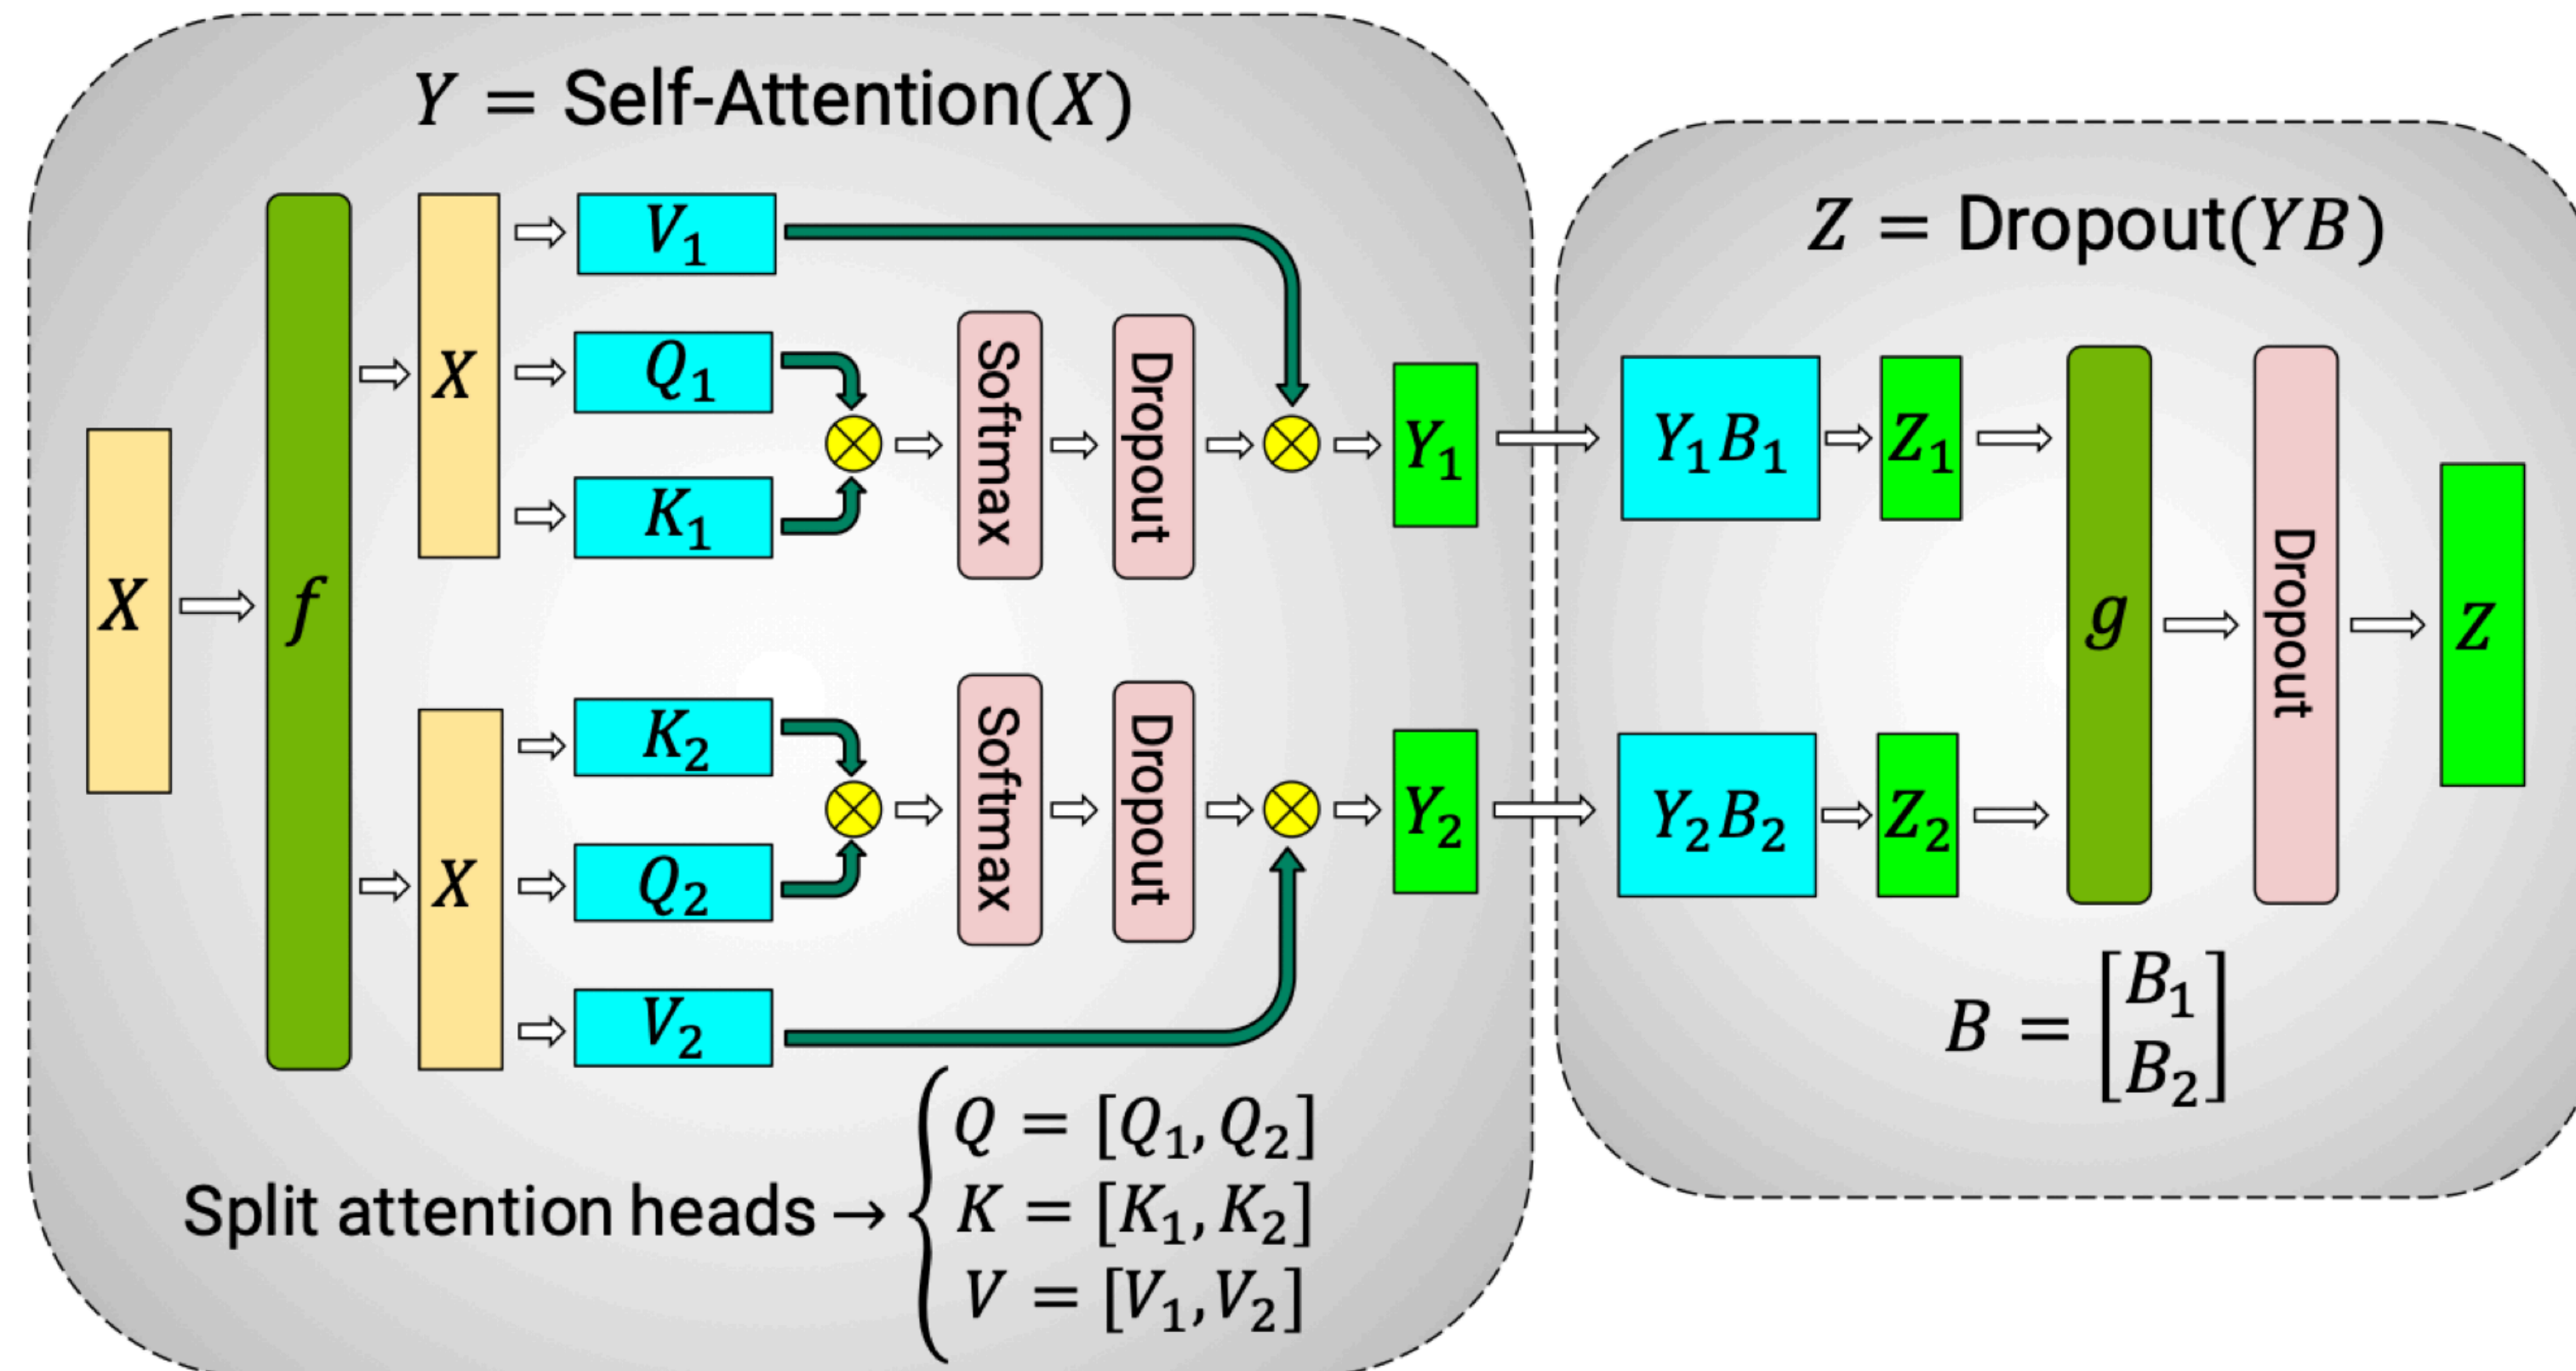 Y = Self-Attention(X)
X
f
X
V₁
Q₁
K₁
Softmax
Dropout
Y₁
X
K₂
Q₂
V₂
Softmax
Dropout
Y₂
Split attention heads → { Q = [Q₁, Q₂]
K = [K₁, K₂]
V = [V₁, V₂]
Z = Dropout(YB)
Y₁B₁
Z₁
Y₂B₂
Z₂
g
Dropout
Z
B = [B₁
B₂]